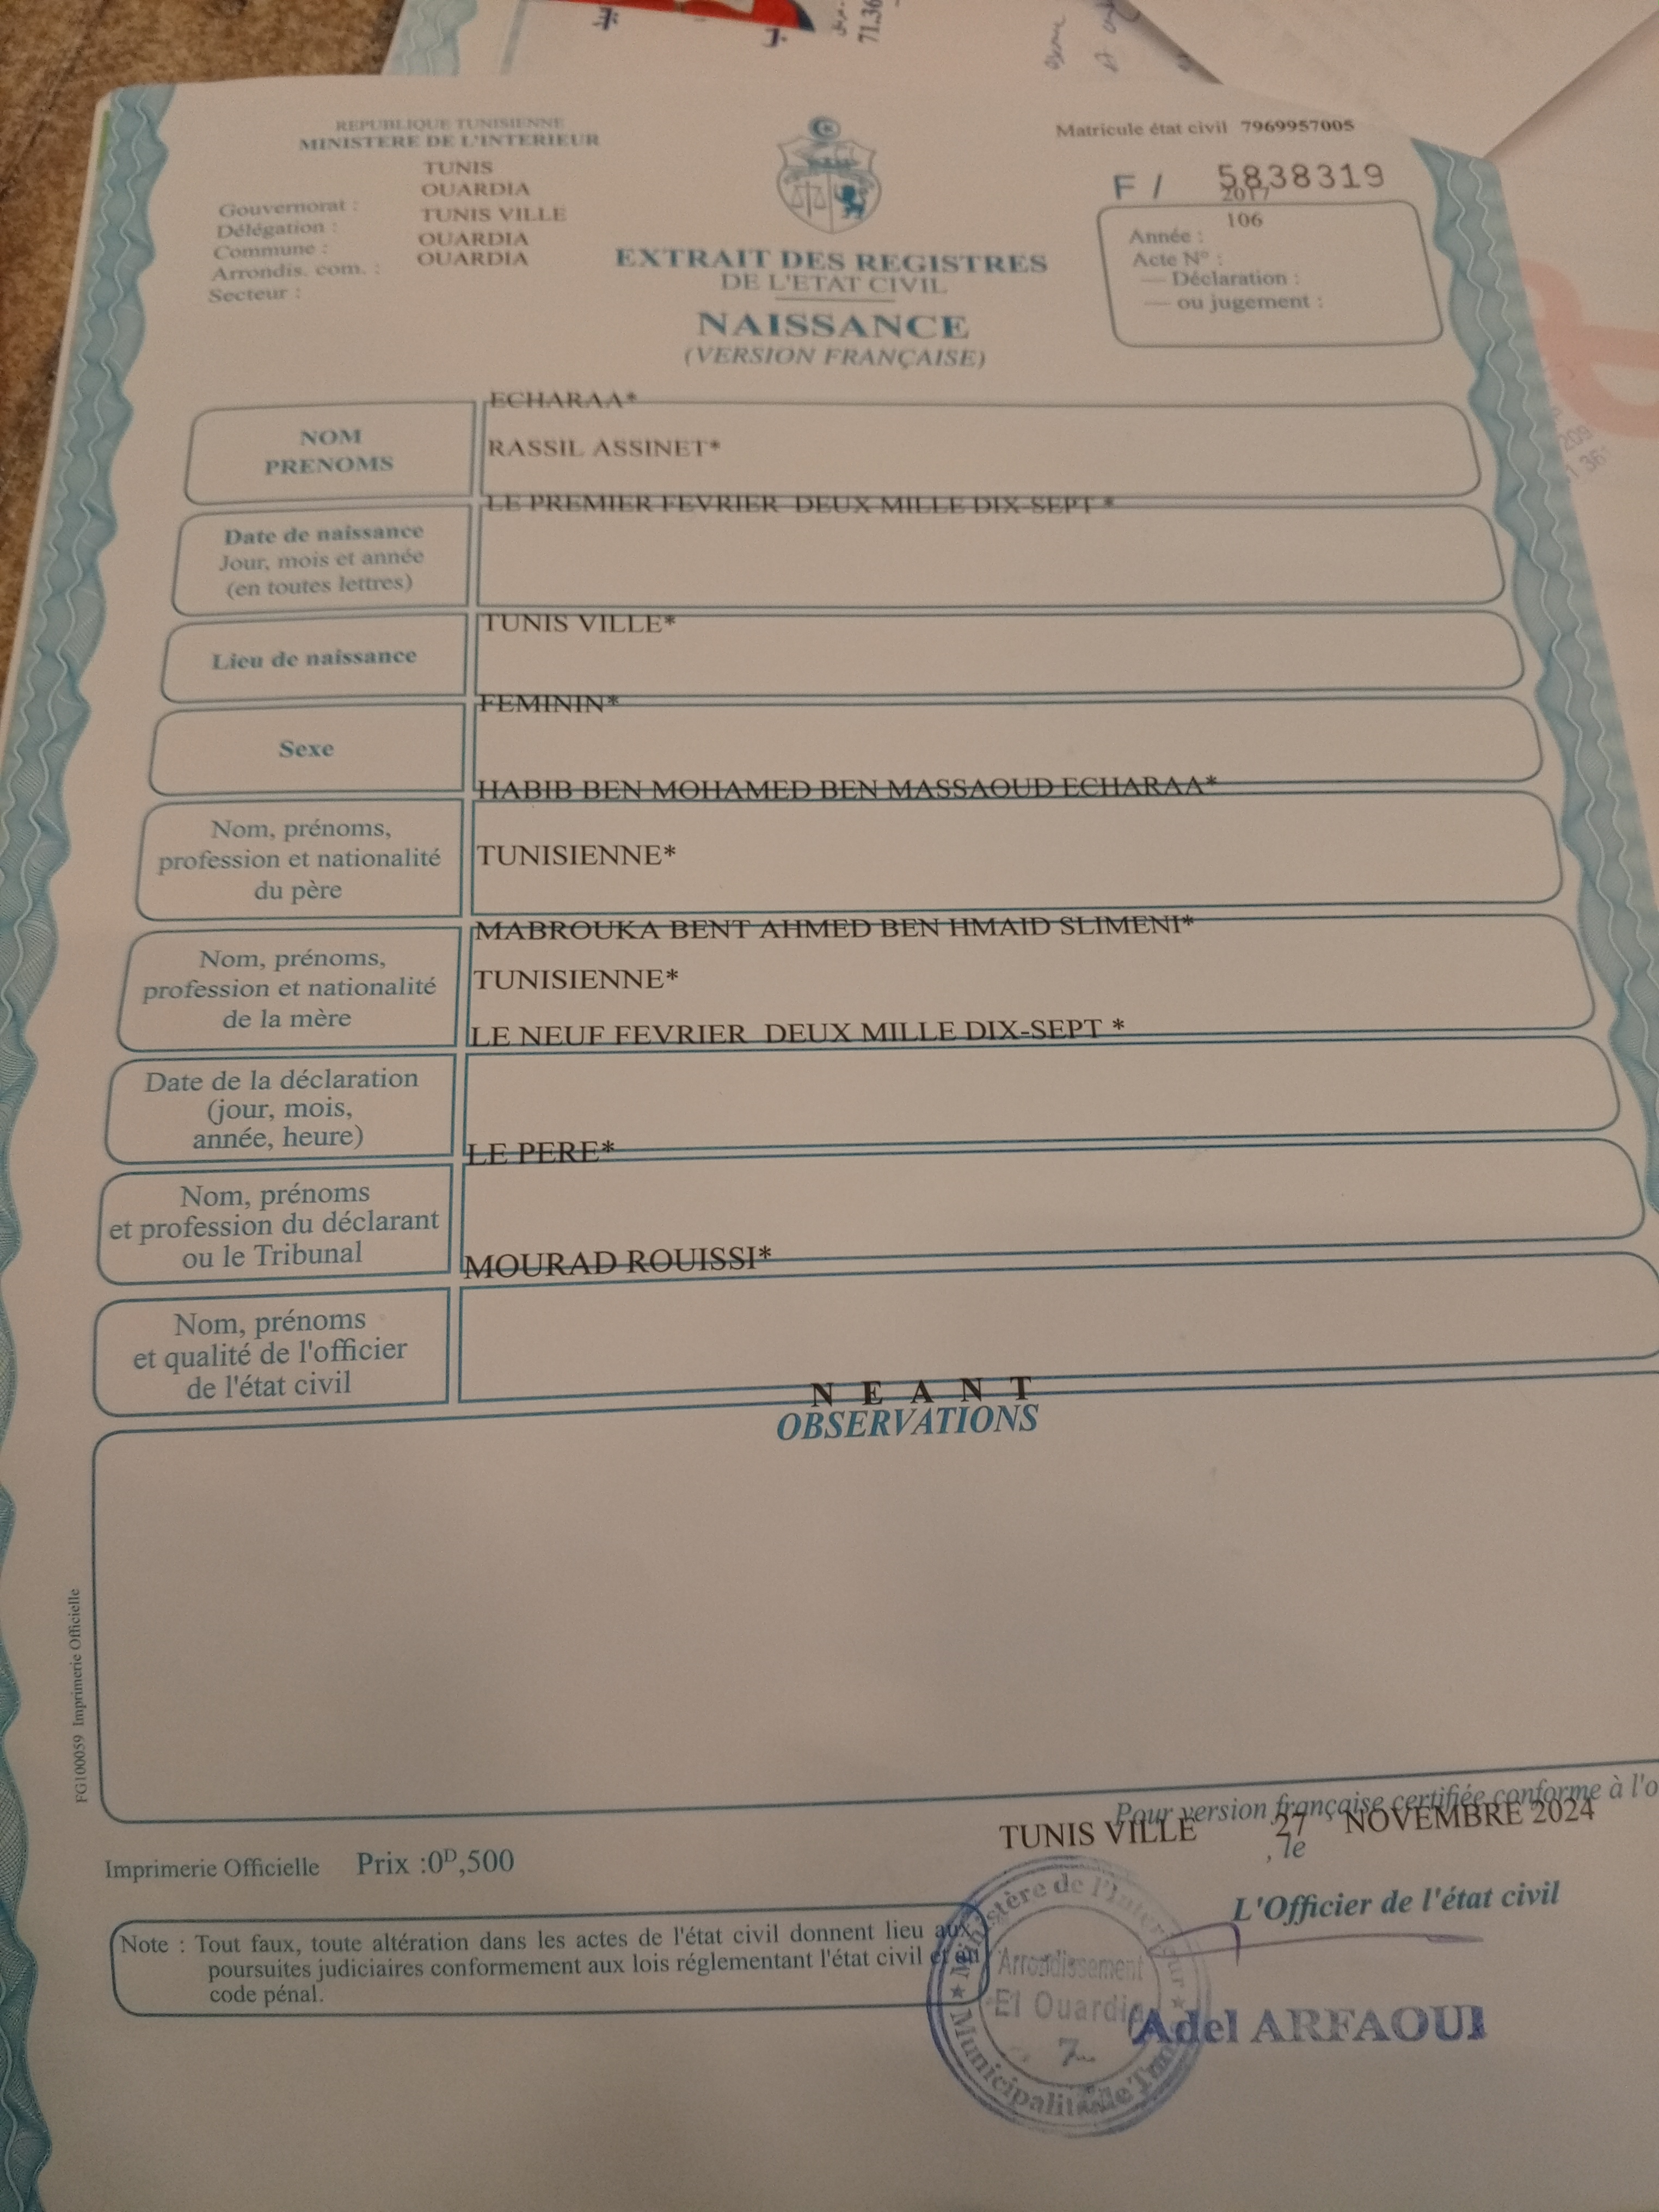 71.36
REPUBLIQUE TUNISIENNE
MINISTERE DE L'INTERIEUR
Gouvernorat : TUNIS
Délégation : OUARDIA
Commune : TUNIS VILLE
Arrondis. com. : OUARDIA
Secteur : OUARDIA
EXTRAIT DES REGISTRES
DE L'ETAT CIVIL
NAISSANCE
(VERSION FRANÇAISE)
Matricule état civil 7969957005
F / 5838319
2017
106
Année :
Acte N° :
— Déclaration :
— ou jugement :
NOM
PRENOMS
ECHARAA*
RASSIL ASSINET*
Date de naissance
Jour, mois et année
(en toutes lettres)
LE PREMIER FEVRIER DEUX MILLE DIX-SEPT *
Lieu de naissance
TUNIS VILLE*
Sexe
FEMININ*
Nom, prénoms,
profession et nationalité
du père
HABIB BEN MOHAMED BEN MASSAOUD ECHARAA*
TUNISIENNE*
Nom, prénoms,
profession et nationalité
de la mère
MABROUKA BENT AHMED BEN HMAID SLIMENI*
TUNISIENNE*
Date de la déclaration
(jour, mois,
année, heure)
LE NEUF FEVRIER DEUX MILLE DIX-SEPT *
Nom, prénoms
et profession du déclarant
ou le Tribunal
LE PERE*
Nom, prénoms
et qualité de l'officier
de l'état civil
MOURAD ROUISSI*
N E A N T
OBSERVATIONS
FG100059 Imprimerie Officielle
Pour version française certifiée conforme à l'o
TUNIS VILLE 27 NOVEMBRE 2024
, le
Imprimerie Officielle Prix :0ᴰ,500
L'Officier de l'état civil
Note : Tout faux, toute altération dans les actes de l'état civil donnent lieu aux
poursuites judiciaires conformement aux lois réglementant l'état civil et au
code pénal.
Ministère de l'Intérieur
Arrondissement
El Ouardia
7
Municipalité de Tunis
Adel ARFAOUI